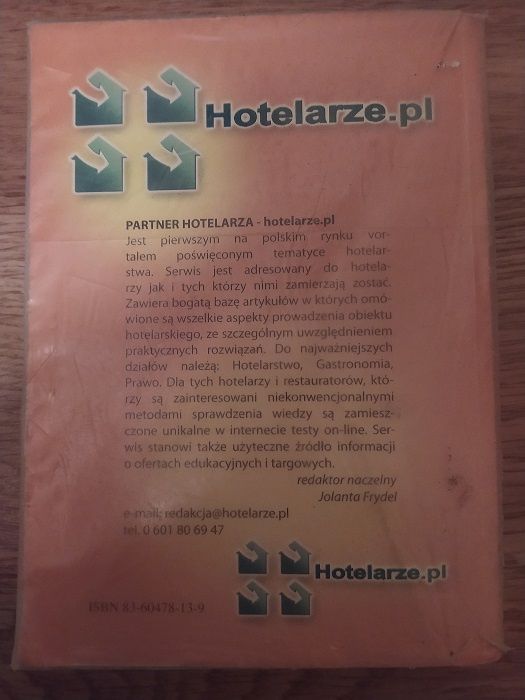 Hotelarze.pl
PARTNER HOTELARZA - hotelarze.pl
Jest pierwszym na polskim rynku vor-
talem poświęconym tematyce hotelar-
stwa. Serwis jest adresowany do hotela-
rzy jak i tych którzy nimi zamierzają zostać.
Zawiera bogatą bazę artykułów w których omó-
wione są wszelkie aspekty prowadzenia obiektu
hotelarskiego, ze szczególnym uwzględnieniem
praktycznych rozwiązań. Do najważniejszych
działów należą: Hotelarstwo, Gastronomia,
Prawo. Dla tych hotelarzy i restauratorów, któ-
rzy są zainteresowani niekonwencjonalnymi
metodami sprawdzenia wiedzy są zamiesz-
czone unikalne w internecie testy on-line. Ser-
wis stanowi także użyteczne źródło informacji
o ofertach edukacyjnych i targowych.
redaktor naczelny
Jolanta Frydel
e-mail: redakcja@hotelarze.pl
tel. 0 601 80 69 47
Hotelarze.pl
ISBN 83-60478-13-9